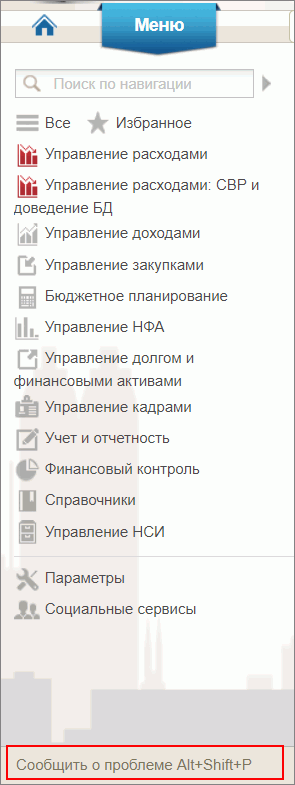 Меню
Поиск по навигации
Все Избранное
Управление расходами
Управление расходами: СВР и
доведение БД
Управление доходами
Управление закупками
Бюджетное планирование
Управление НФА
Управление долгом и
финансовыми активами
Управление кадрами
Учет и отчетность
Финансовый контроль
Справочники
Управление НСИ
Параметры
Социальные сервисы
Сообщить о проблеме Alt+Shift+P